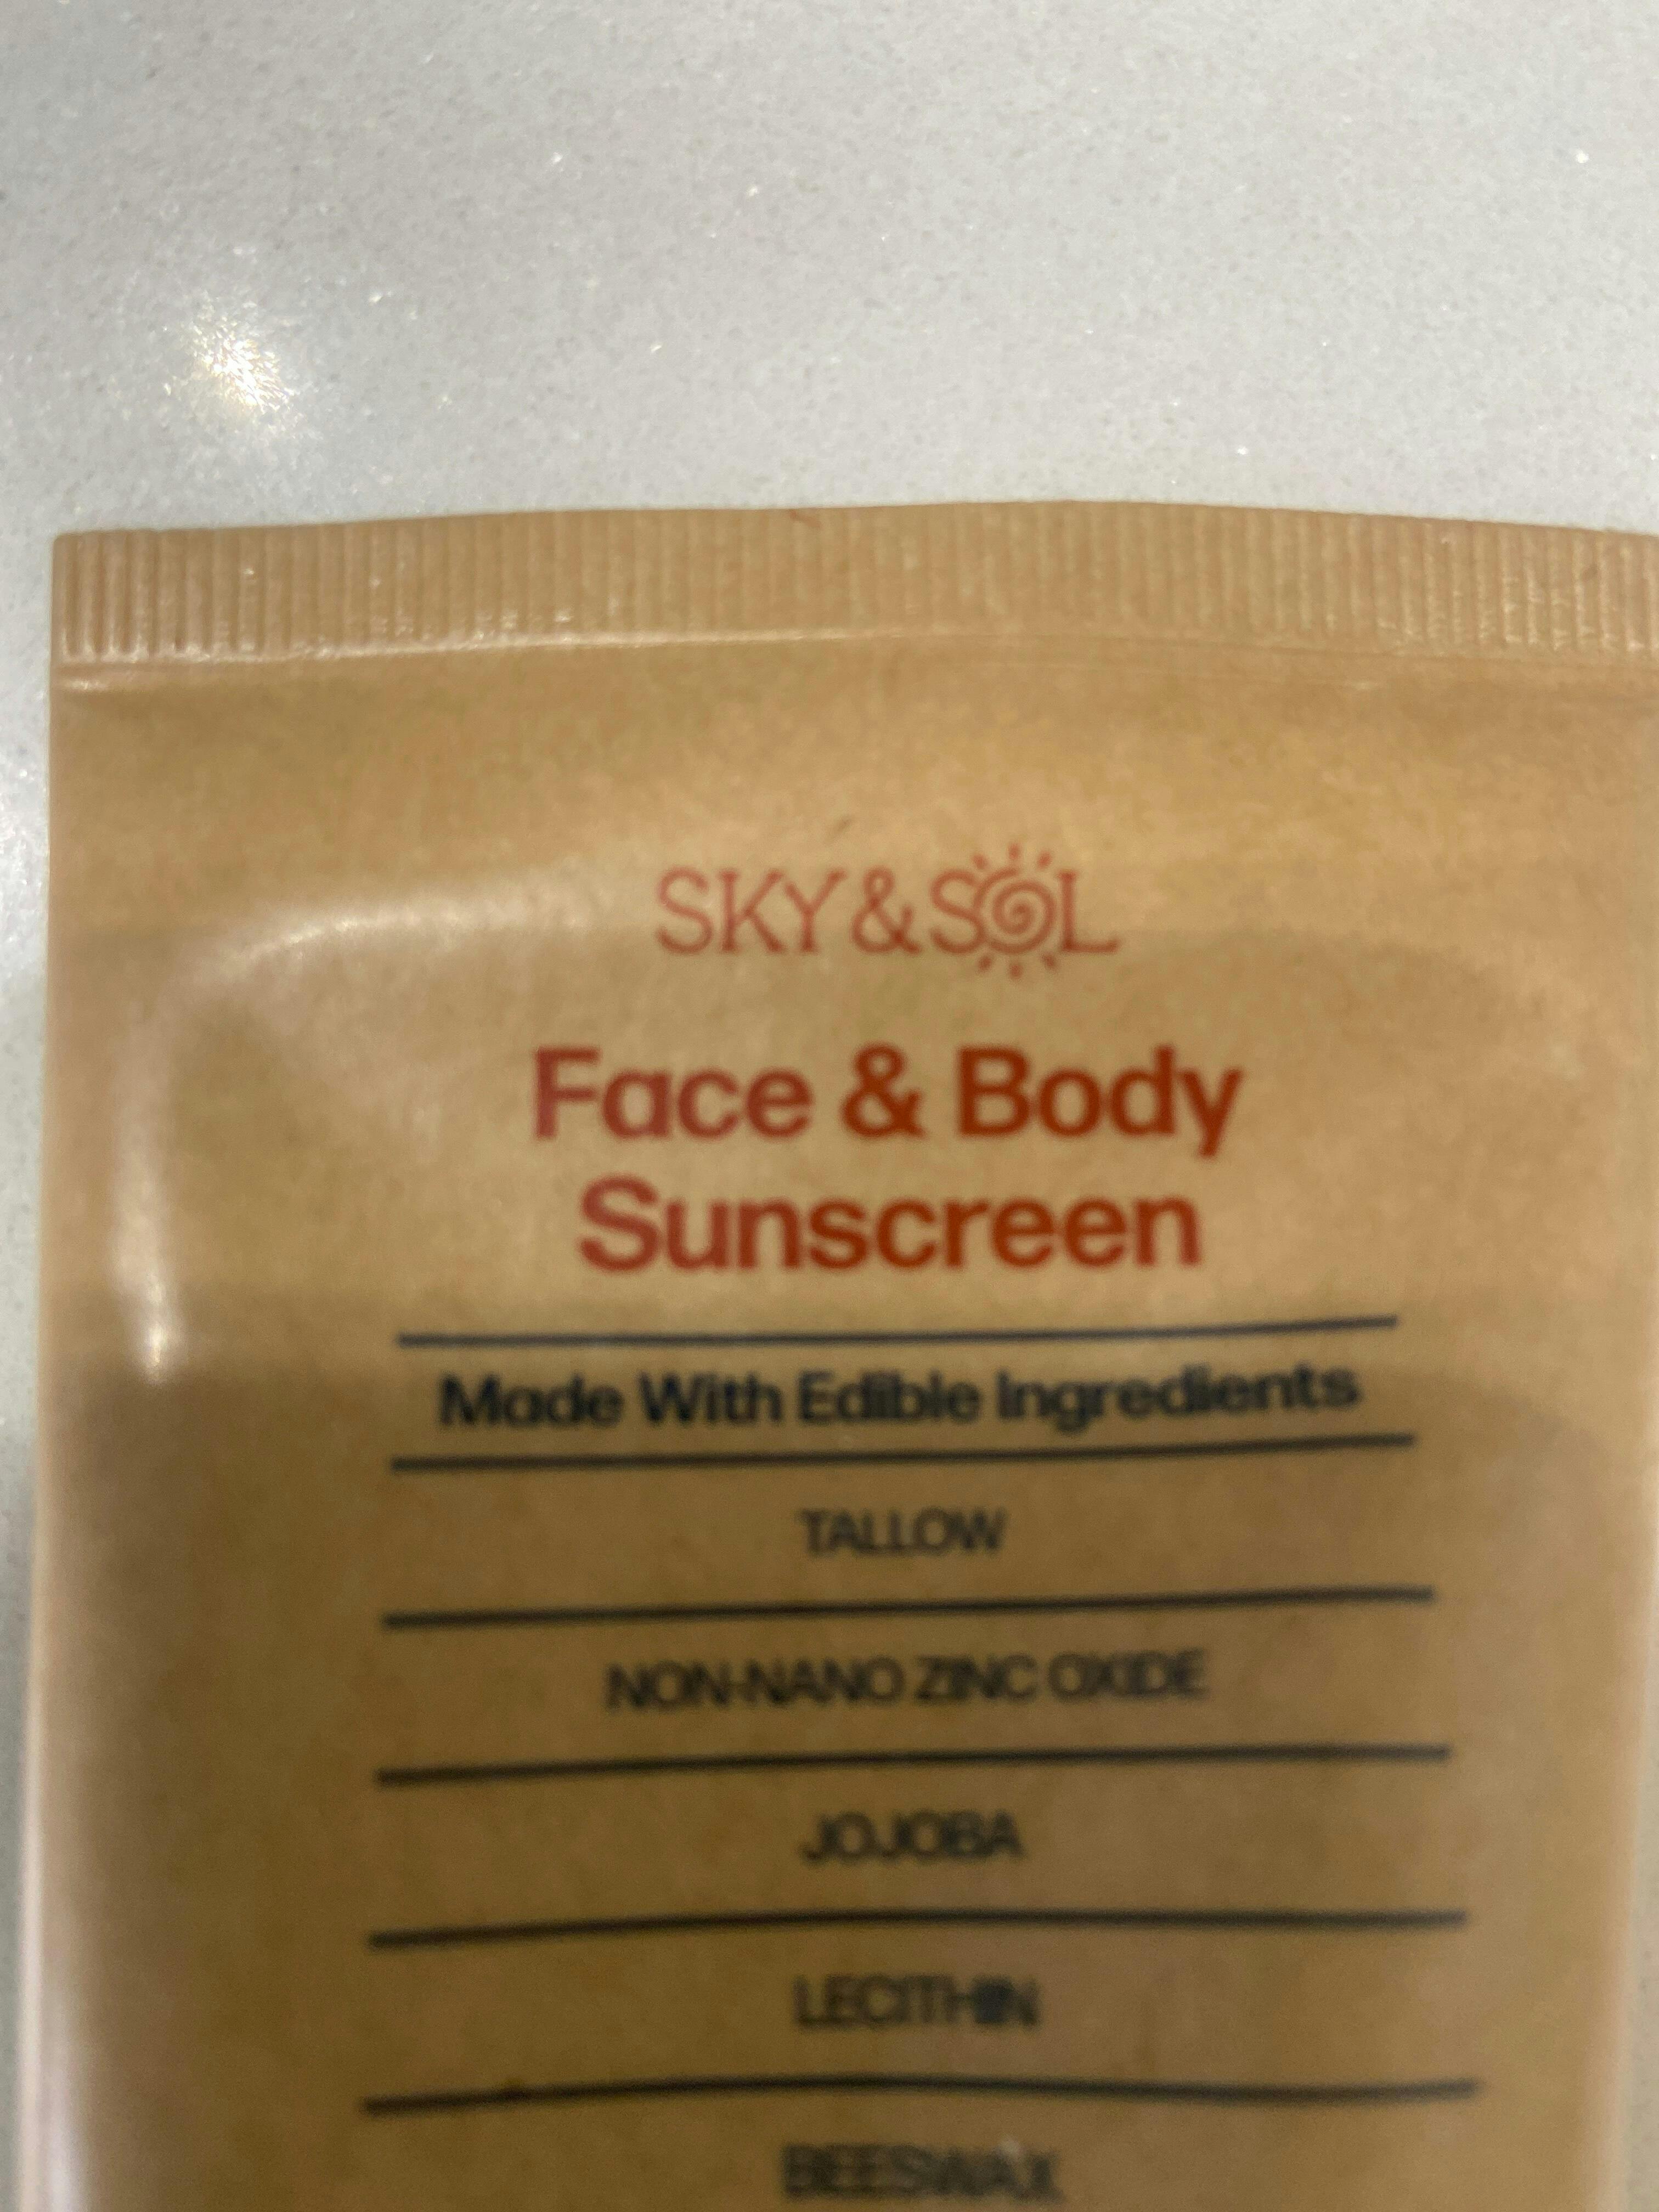 SKY & SOL
Face & Body
Sunscreen
Made With Edible Ingredients
TALLOW
NON-NANO ZINC OXIDE
JOJOBA
LECITHIN
BEESWAX